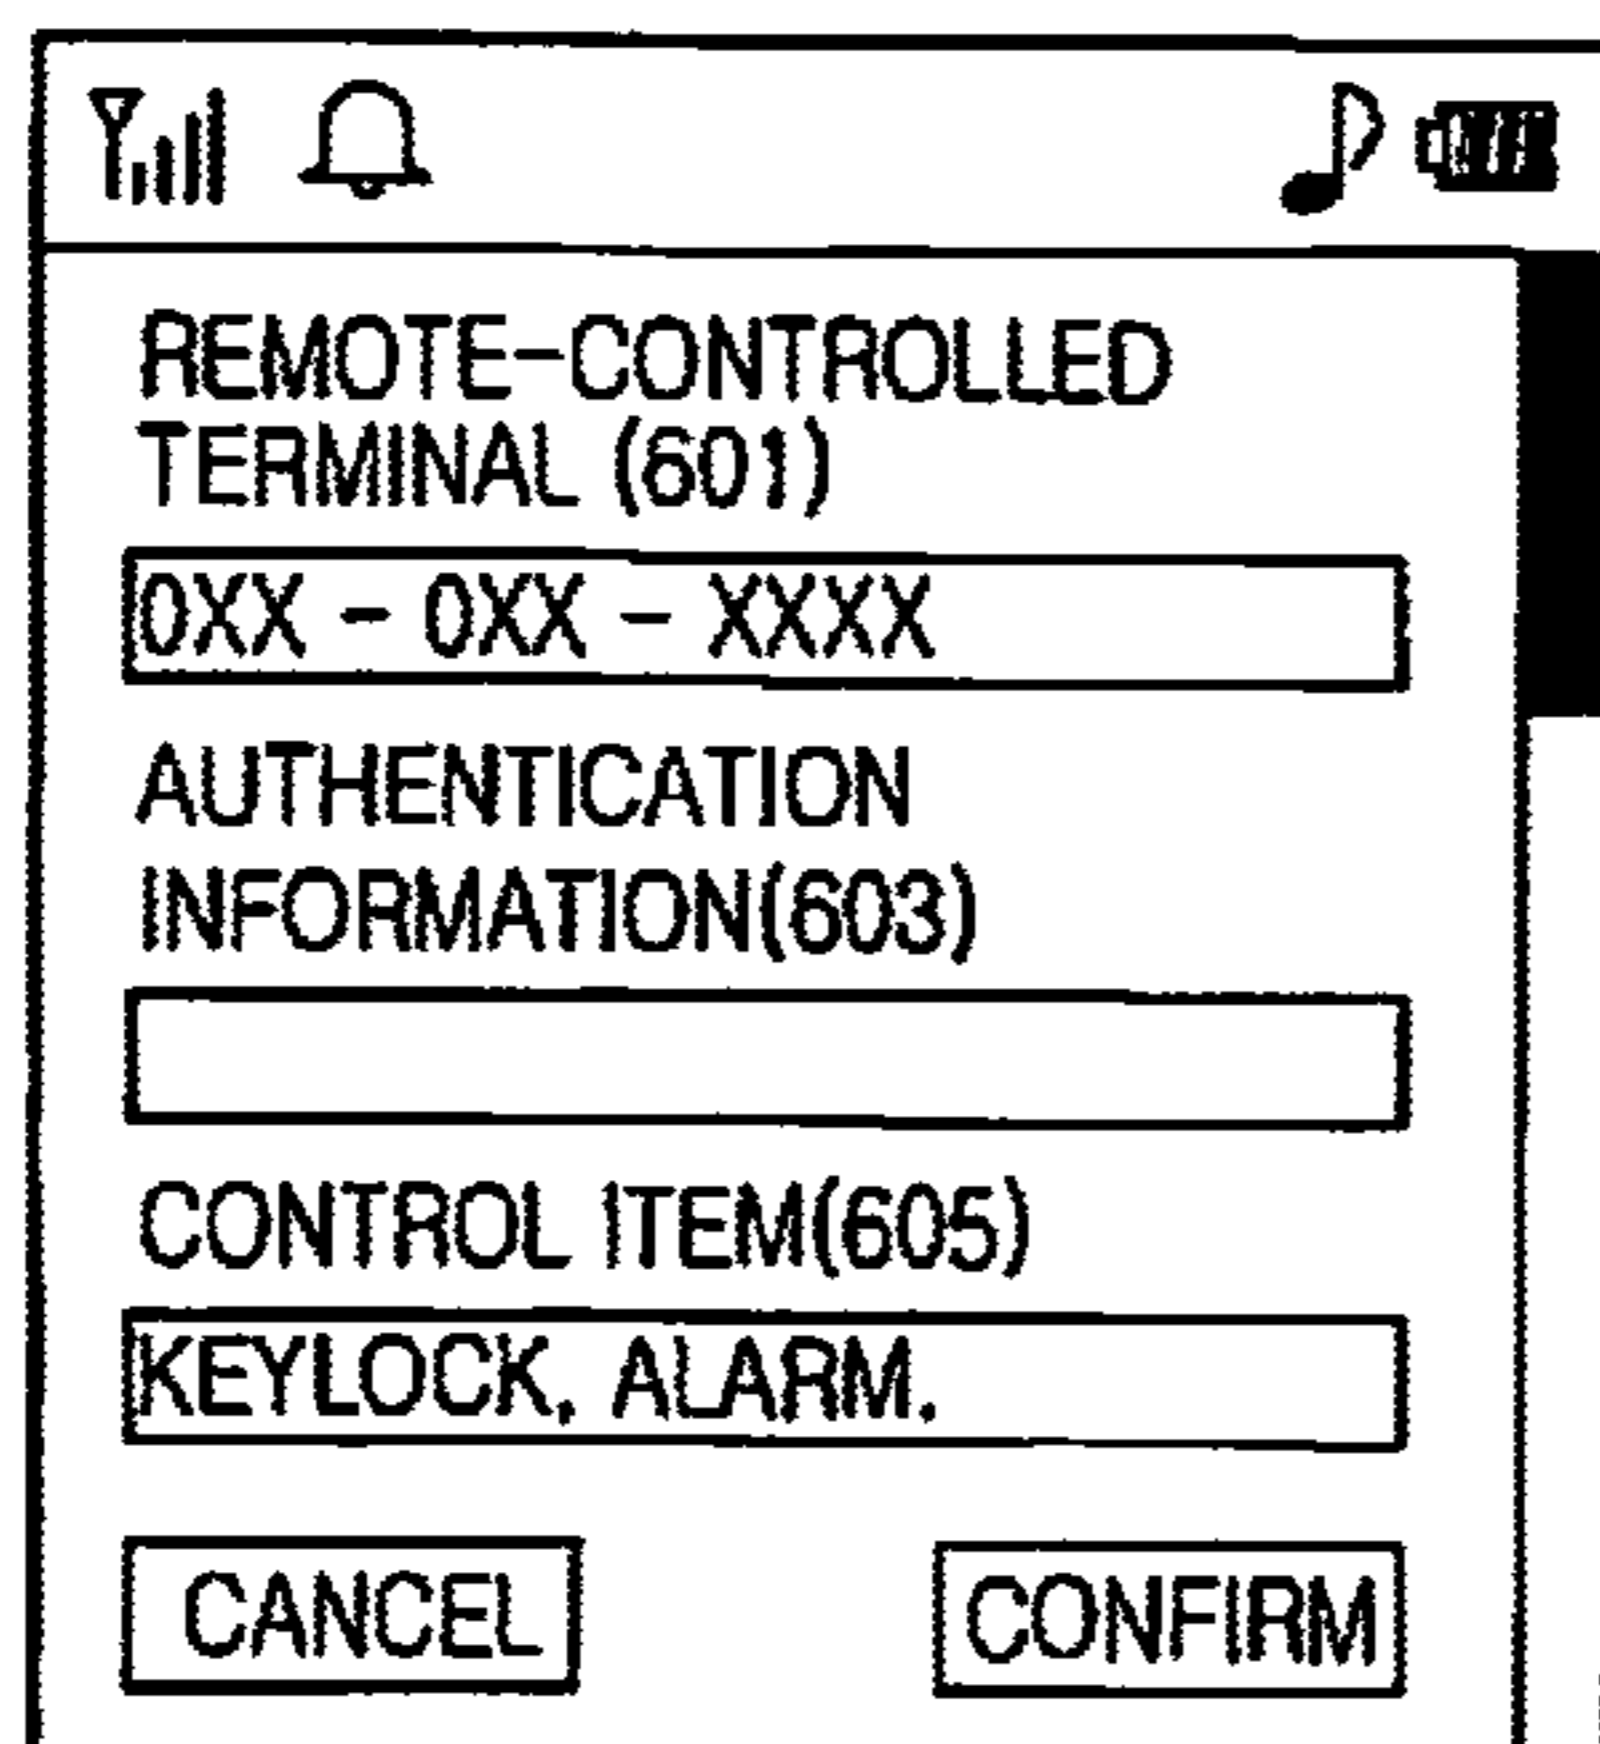 REMOTE-CONTROLLED
TERMINAL (601)
0XX - 0XX - XXXX
AUTHENTICATION
INFORMATION(603)
CONTROL ITEM(605)
KEYLOCK, ALARM.
CANCEL
CONFIRM